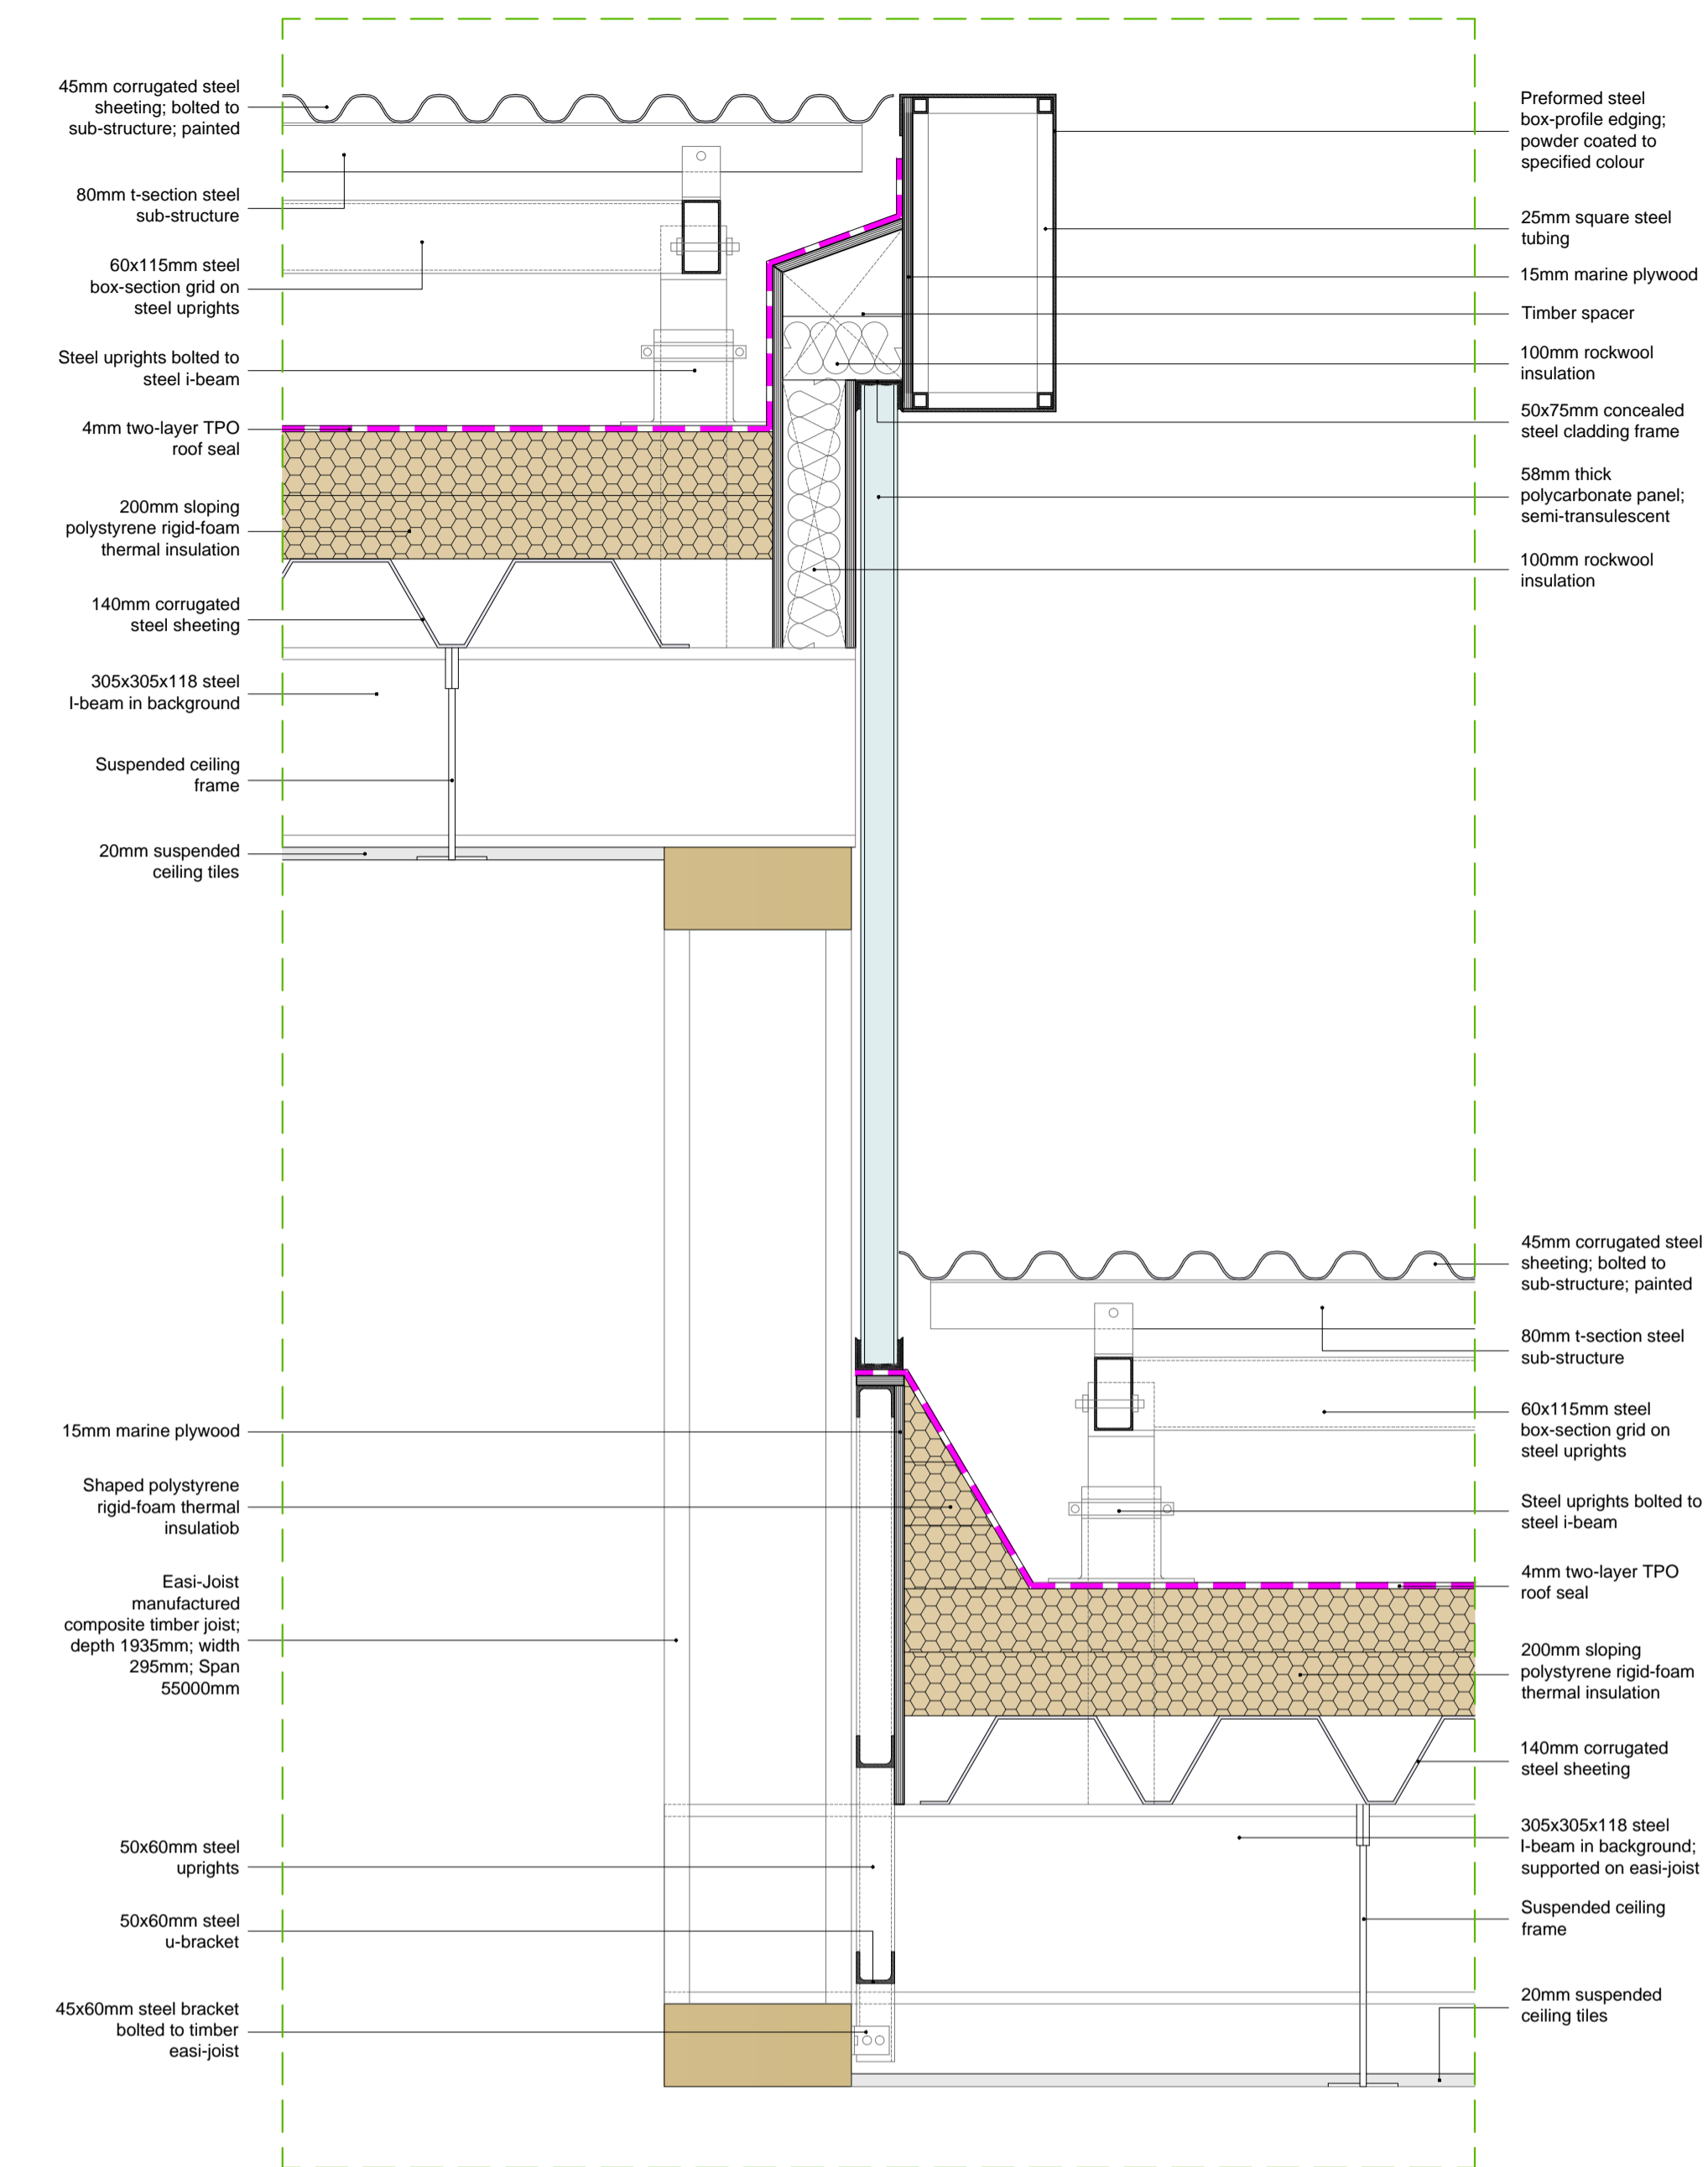 45mm corrugated steel
sheeting; bolted to
sub-structure; painted
80mm t-section steel
sub-structure
60x115mm steel
box-section grid on
steel uprights
Steel uprights bolted to
steel i-beam
4mm two-layer TPO
roof seal
200mm sloping
polystyrene rigid-foam
thermal insulation
140mm corrugated
steel sheeting
305x305x118 steel
I-beam in background
Suspended ceiling
frame
20mm suspended
ceiling tiles
15mm marine plywood
Shaped polystyrene
rigid-foam thermal
insulatiob
Easi-Joist
manufactured
composite timber joist;
depth 1935mm; width
295mm; Span
55000mm
50x60mm steel
uprights
50x60mm steel
u-bracket
45x60mm steel bracket
bolted to timber
easi-joist
Preformed steel
box-profile edging;
powder coated to
specified colour
25mm square steel
tubing
15mm marine plywood
Timber spacer
100mm rockwool
insulation
50x75mm concealed
steel cladding frame
58mm thick
polycarbonate panel;
semi-transulescent
100mm rockwool
insulation
45mm corrugated steel
sheeting; bolted to
sub-structure; painted
80mm t-section steel
sub-structure
60x115mm steel
box-section grid on
steel uprights
Steel uprights bolted to
steel i-beam
4mm two-layer TPO
roof seal
200mm sloping
polystyrene rigid-foam
thermal insulation
140mm corrugated
steel sheeting
305x305x118 steel
I-beam in background;
supported on easi-joist
Suspended ceiling
frame
20mm suspended
ceiling tiles